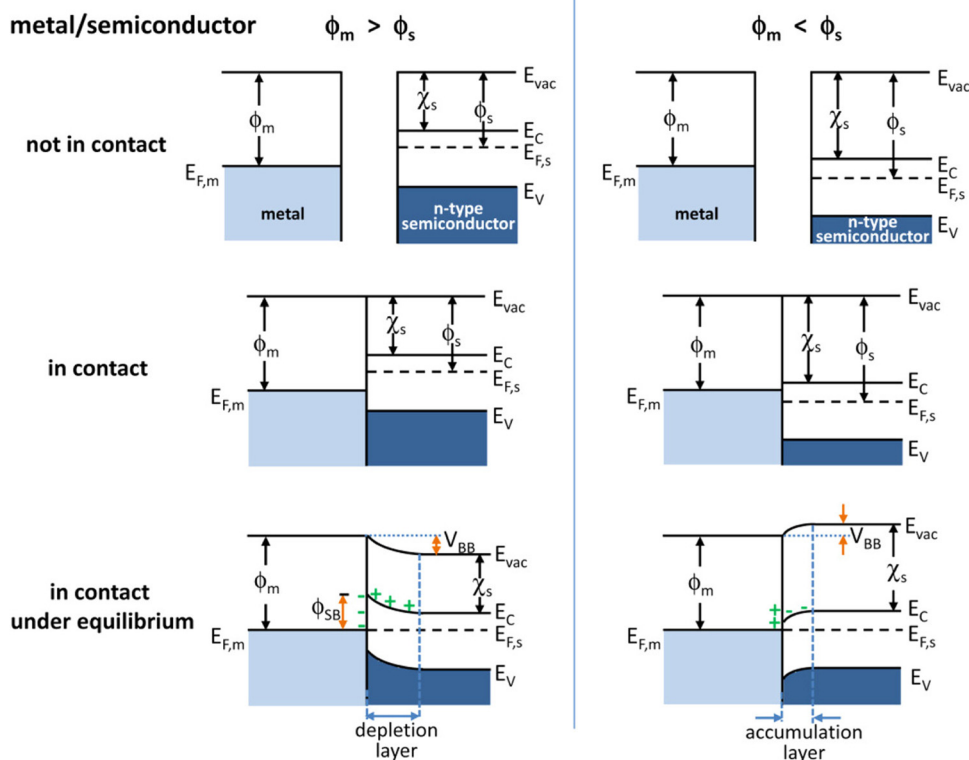 metal/semiconductor
ϕm > ϕs
ϕm < ϕs
not in contact
ϕm
EF,m
metal
χs
ϕs
Evac
EC
EF,s
EV
n-type
semiconductor
ϕm
EF,m
metal
χs
ϕs
Evac
EC
EF,s
EV
n-type
semiconductor
in contact
ϕm
EF,m
χs
ϕs
Evac
EC
EF,s
EV
ϕm
EF,m
χs
ϕs
Evac
EC
EF,s
EV
in contact
under equilibrium
ϕm
EF,m
ϕSB
- - -
+ + + +
VBB
Evac
χs
EC
EF,s
EV
depletion
layer
ϕm
EF,m
+ +
- -
VBB
Evac
χs
EC
EF,s
EV
accumulation
layer